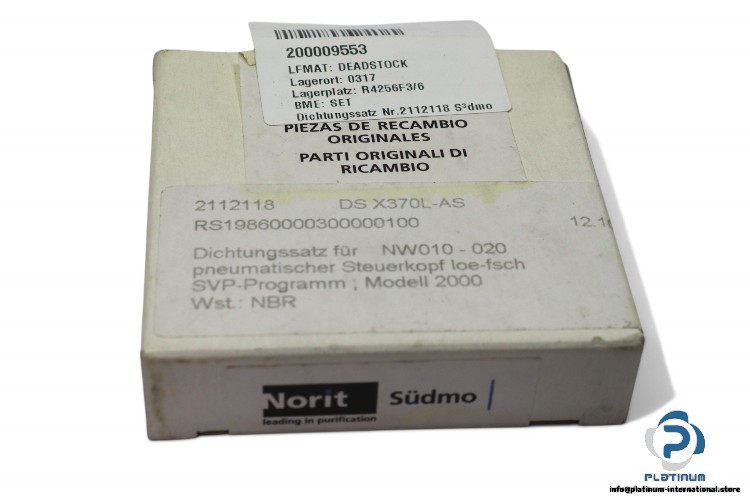 200009553
LFMAT: DEADSTOCK
Lagerort: 0317
Lagerplatz: R4256F3/6
BME: SET
Dichtungssatz Nr.2112118 S³dmo
PIEZAS DE RECAMBIO
ORIGINALES
PARTI ORIGINALI DI
RICAMBIO
2112118 DS X370L-AS
RS19860000300000100 12.1
Dichtungssatz für NW010 - 020
pneumatischer Steuerkopf loe-fsch
SVP-Programm ; Modell 2000
Wst.: NBR
Norit Südmo
leading in purification
PLATINUM
info@platinum-international.store